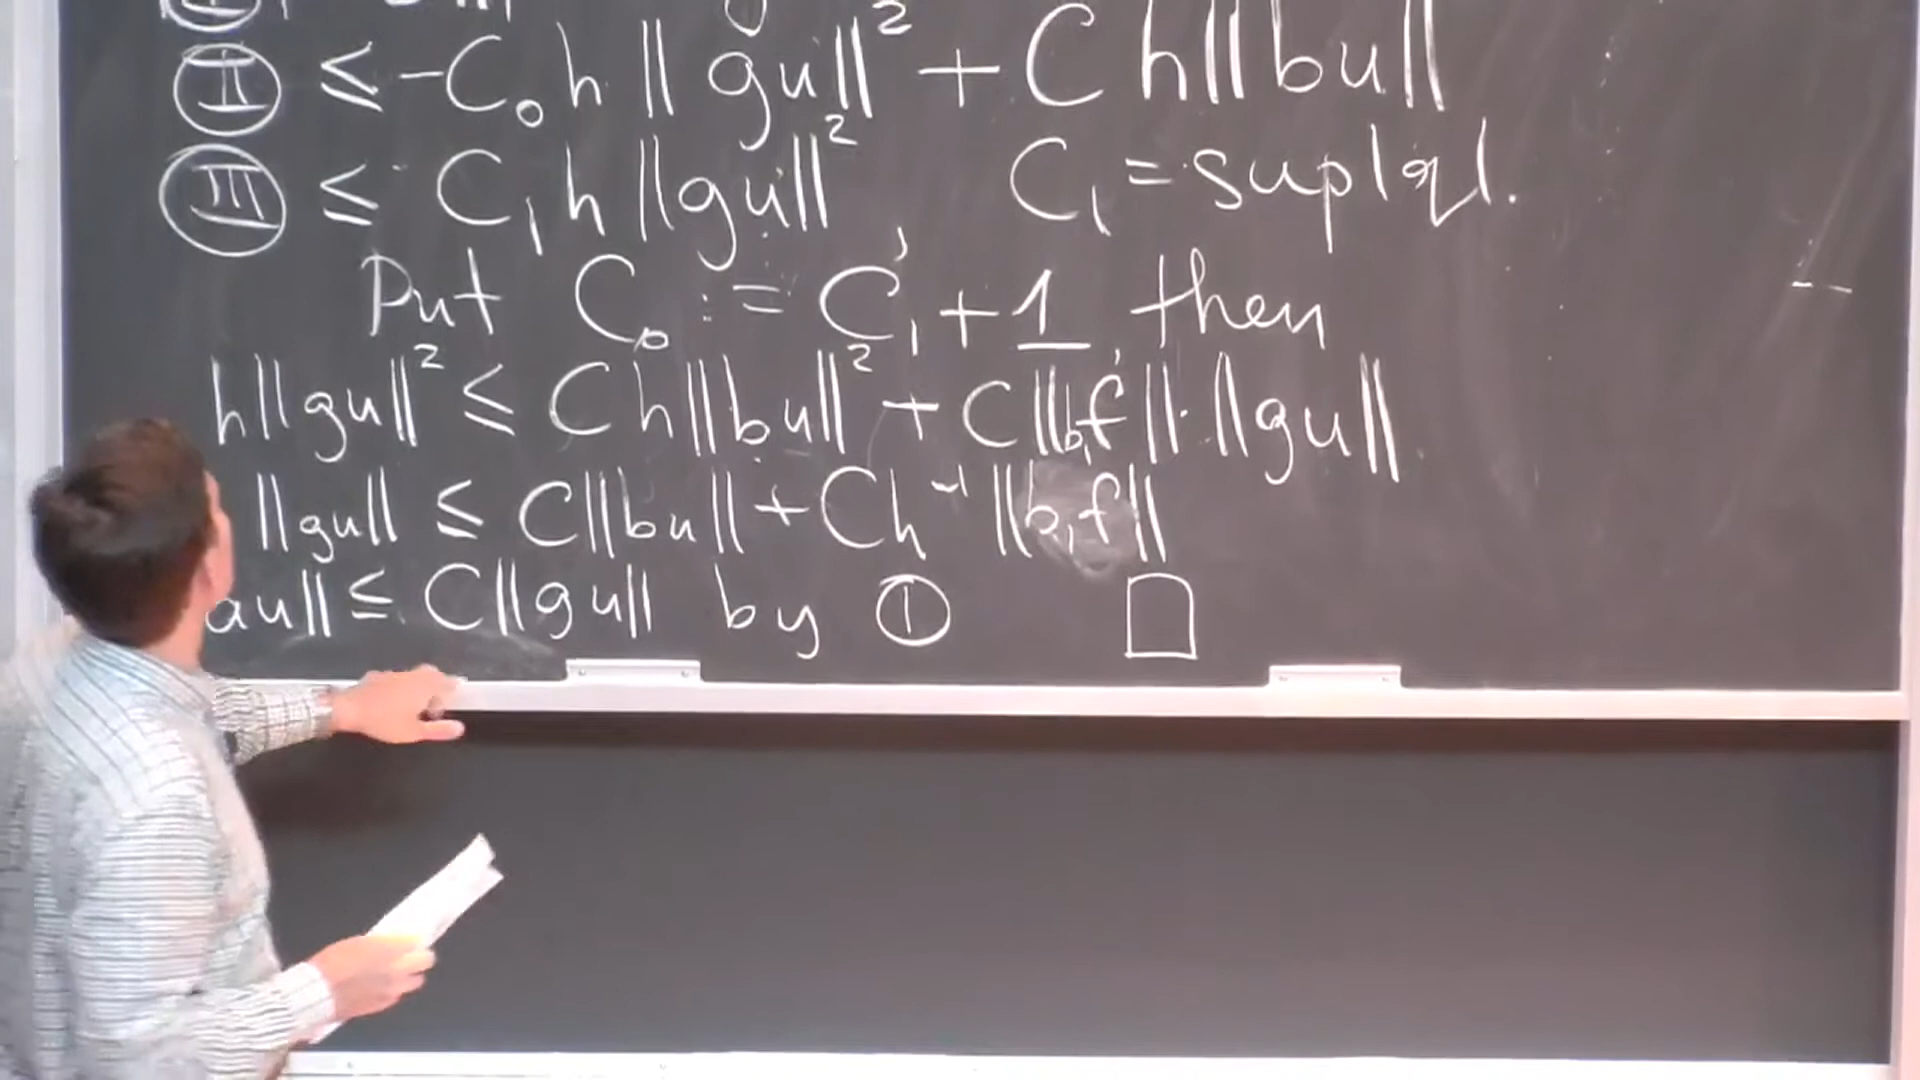 Ⅱ ≤ -C₀h‖gu‖² + Ch‖bu‖
Ⅲ ≤ C₁h‖gu‖², C₁ = sup|q|.
Put C₀ := C₁ + 1, then
h‖gu‖² ≤ Ch‖bu‖² + C‖b₁f‖·‖gu‖.
‖gu‖ ≤ C‖bu‖ + Ch⁻¹‖b₁f‖
au‖ ≤ C‖gu‖ by ① □